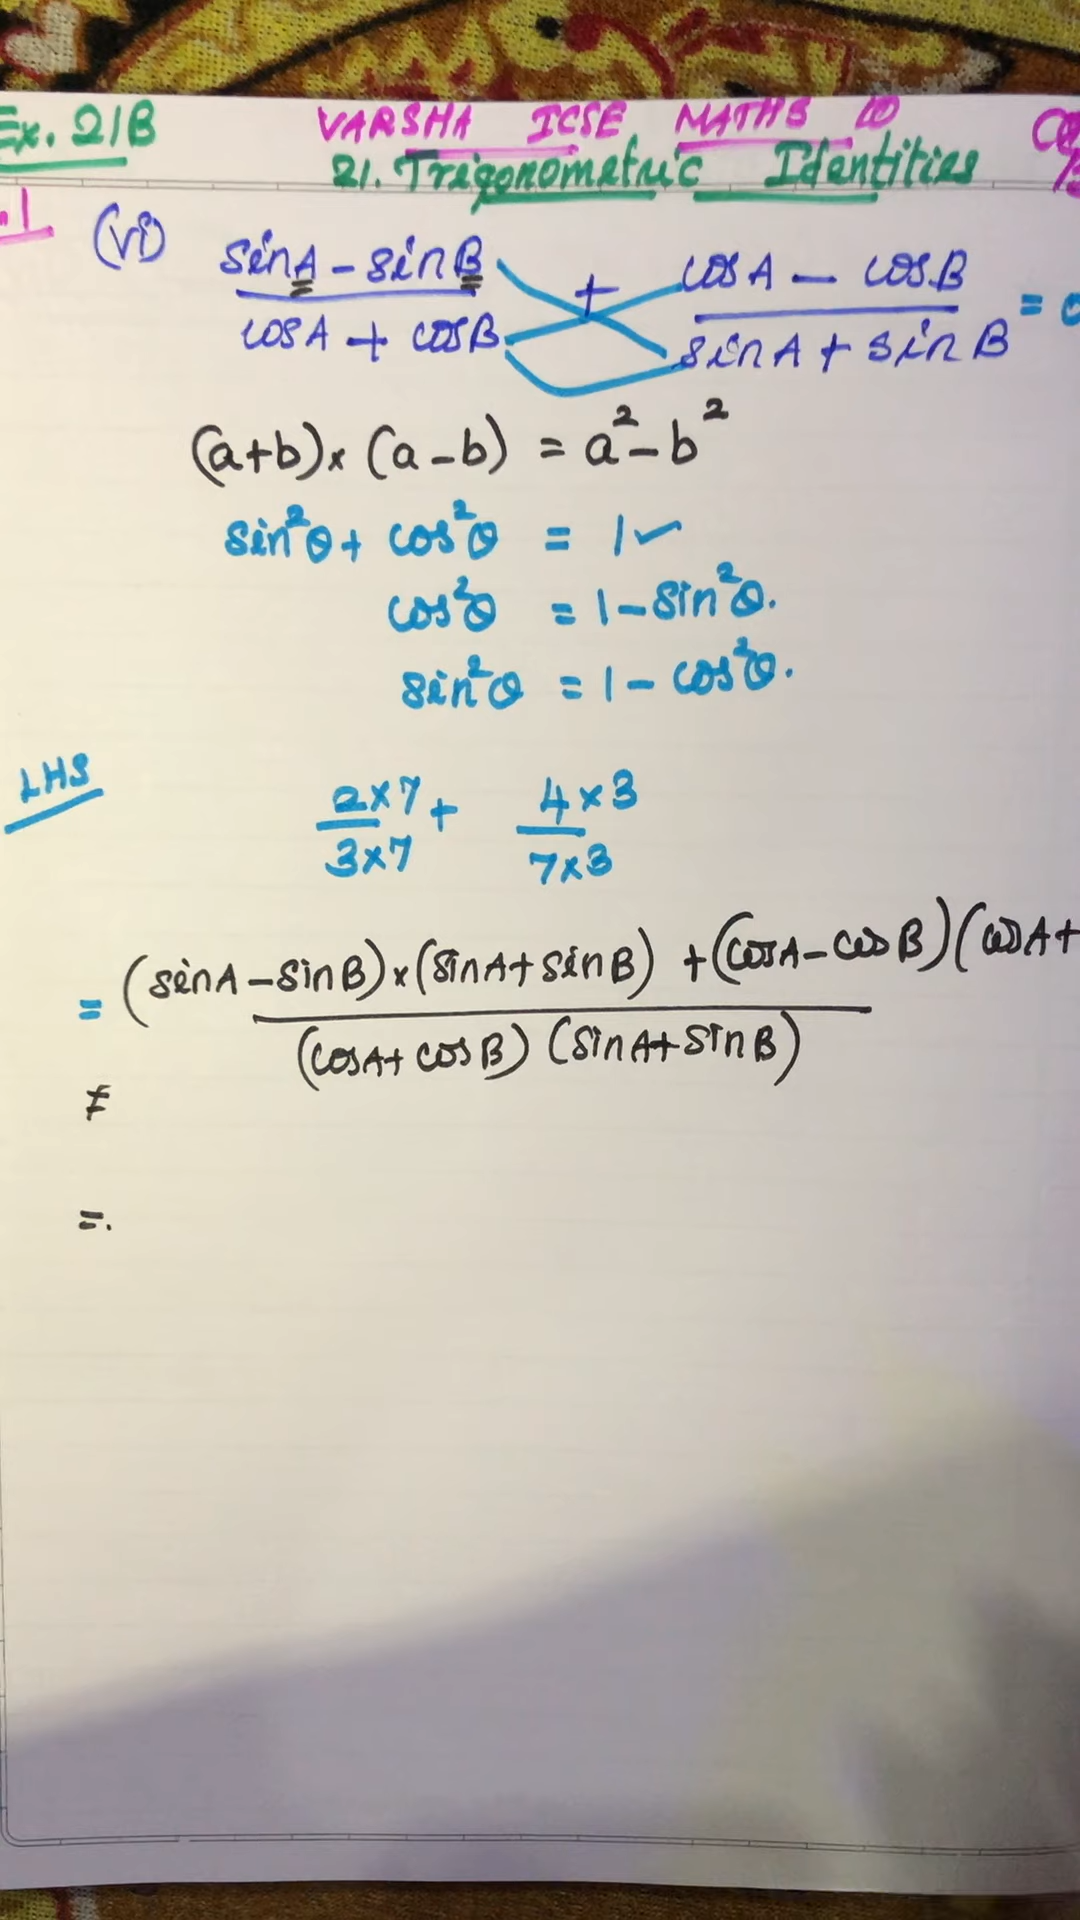 Ex. 21B VARSHA ICSE MATHS 10
21. Trigonometric Identities
(vi) sinA - sinB / cosA + cosB + cosA - cosB / sinA + sinB =
(a+b)×(a-b) = a²-b²
sin²θ + cos²θ = 1✓
cos²θ = 1-sin²θ.
sin²θ = 1 - cos²θ.
LHS
2×7 / 3×7 + 4×3 / 7×3
= (sinA-sinB)×(sinA+sinB) + (cosA-cosB)(cosA+
(cosA+cosB) (sinA+sinB)
=
=.